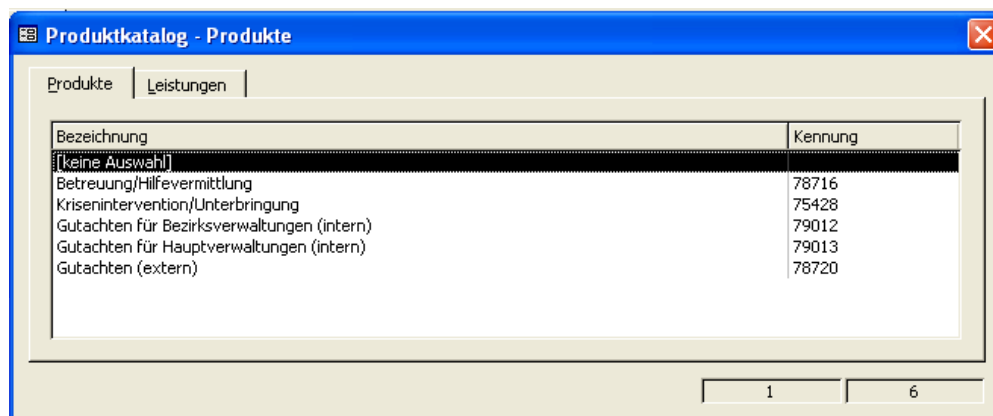 Produktkatalog - Produkte
Produkte Leistungen
Bezeichnung Kennung
[keine Auswahl]
Betreuung/Hilfevermittlung 78716
Krisenintervention/Unterbringung 75428
Gutachten für Bezirksverwaltungen (intern) 79012
Gutachten für Hauptverwaltungen (intern) 79013
Gutachten (extern) 78720
1 6